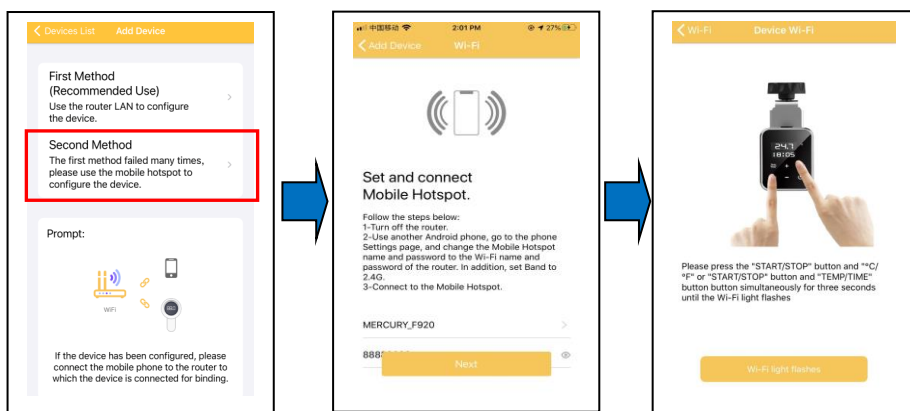 Devices List Add Device
First Method
(Recommended Use)
Use the router LAN to configure
the device.
Second Method
The first method failed many times,
please use the mobile hotspot to
configure the device.
Prompt:
WiFi
If the device has been configured, please
connect the mobile phone to the router to
which the device is connected for binding.
中国移动 2:01 PM 27%
Add Device Wi-Fi
Set and connect
Mobile Hotspot.
Follow the steps below:
1-Turn off the router.
2-Use another Android phone, go to the phone
Settings page, and change the Mobile Hotspot
name and password to the Wi-Fi name and
password of the router. In addition, set Band to
2.4G.
3-Connect to the Mobile Hotspot.
MERCURY_F920
Next
Wi-Fi Device Wi-Fi
24.7
18:05
Please press the "START/STOP" button and "°C/
°F" or "START/STOP" button and "TEMP/TIME"
button button simultaneously for three seconds
until the Wi-Fi light flashes
Wi-Fi light flashes